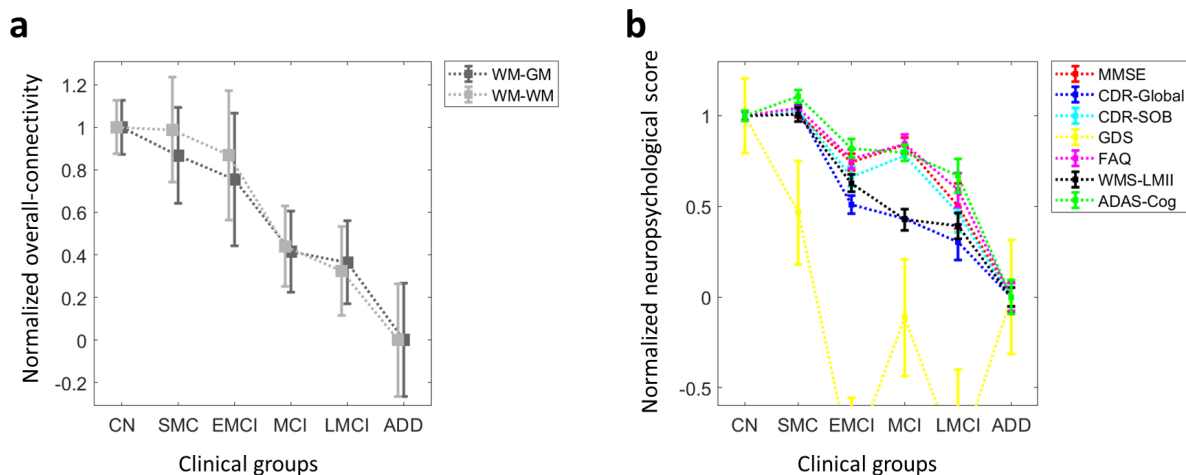 a
Normalized overall-connectivity
1.2
1
0.8
0.6
0.4
0.2
0
-0.2
CN SMC EMCI MCI LMCI ADD
Clinical groups
WM-GM
WM-WM
b
Normalized neuropsychological score
1
0.5
0
-0.5
CN SMC EMCI MCI LMCI ADD
Clinical groups
MMSE
CDR-Global
CDR-SOB
GDS
FAQ
WMS-LMII
ADAS-Cog